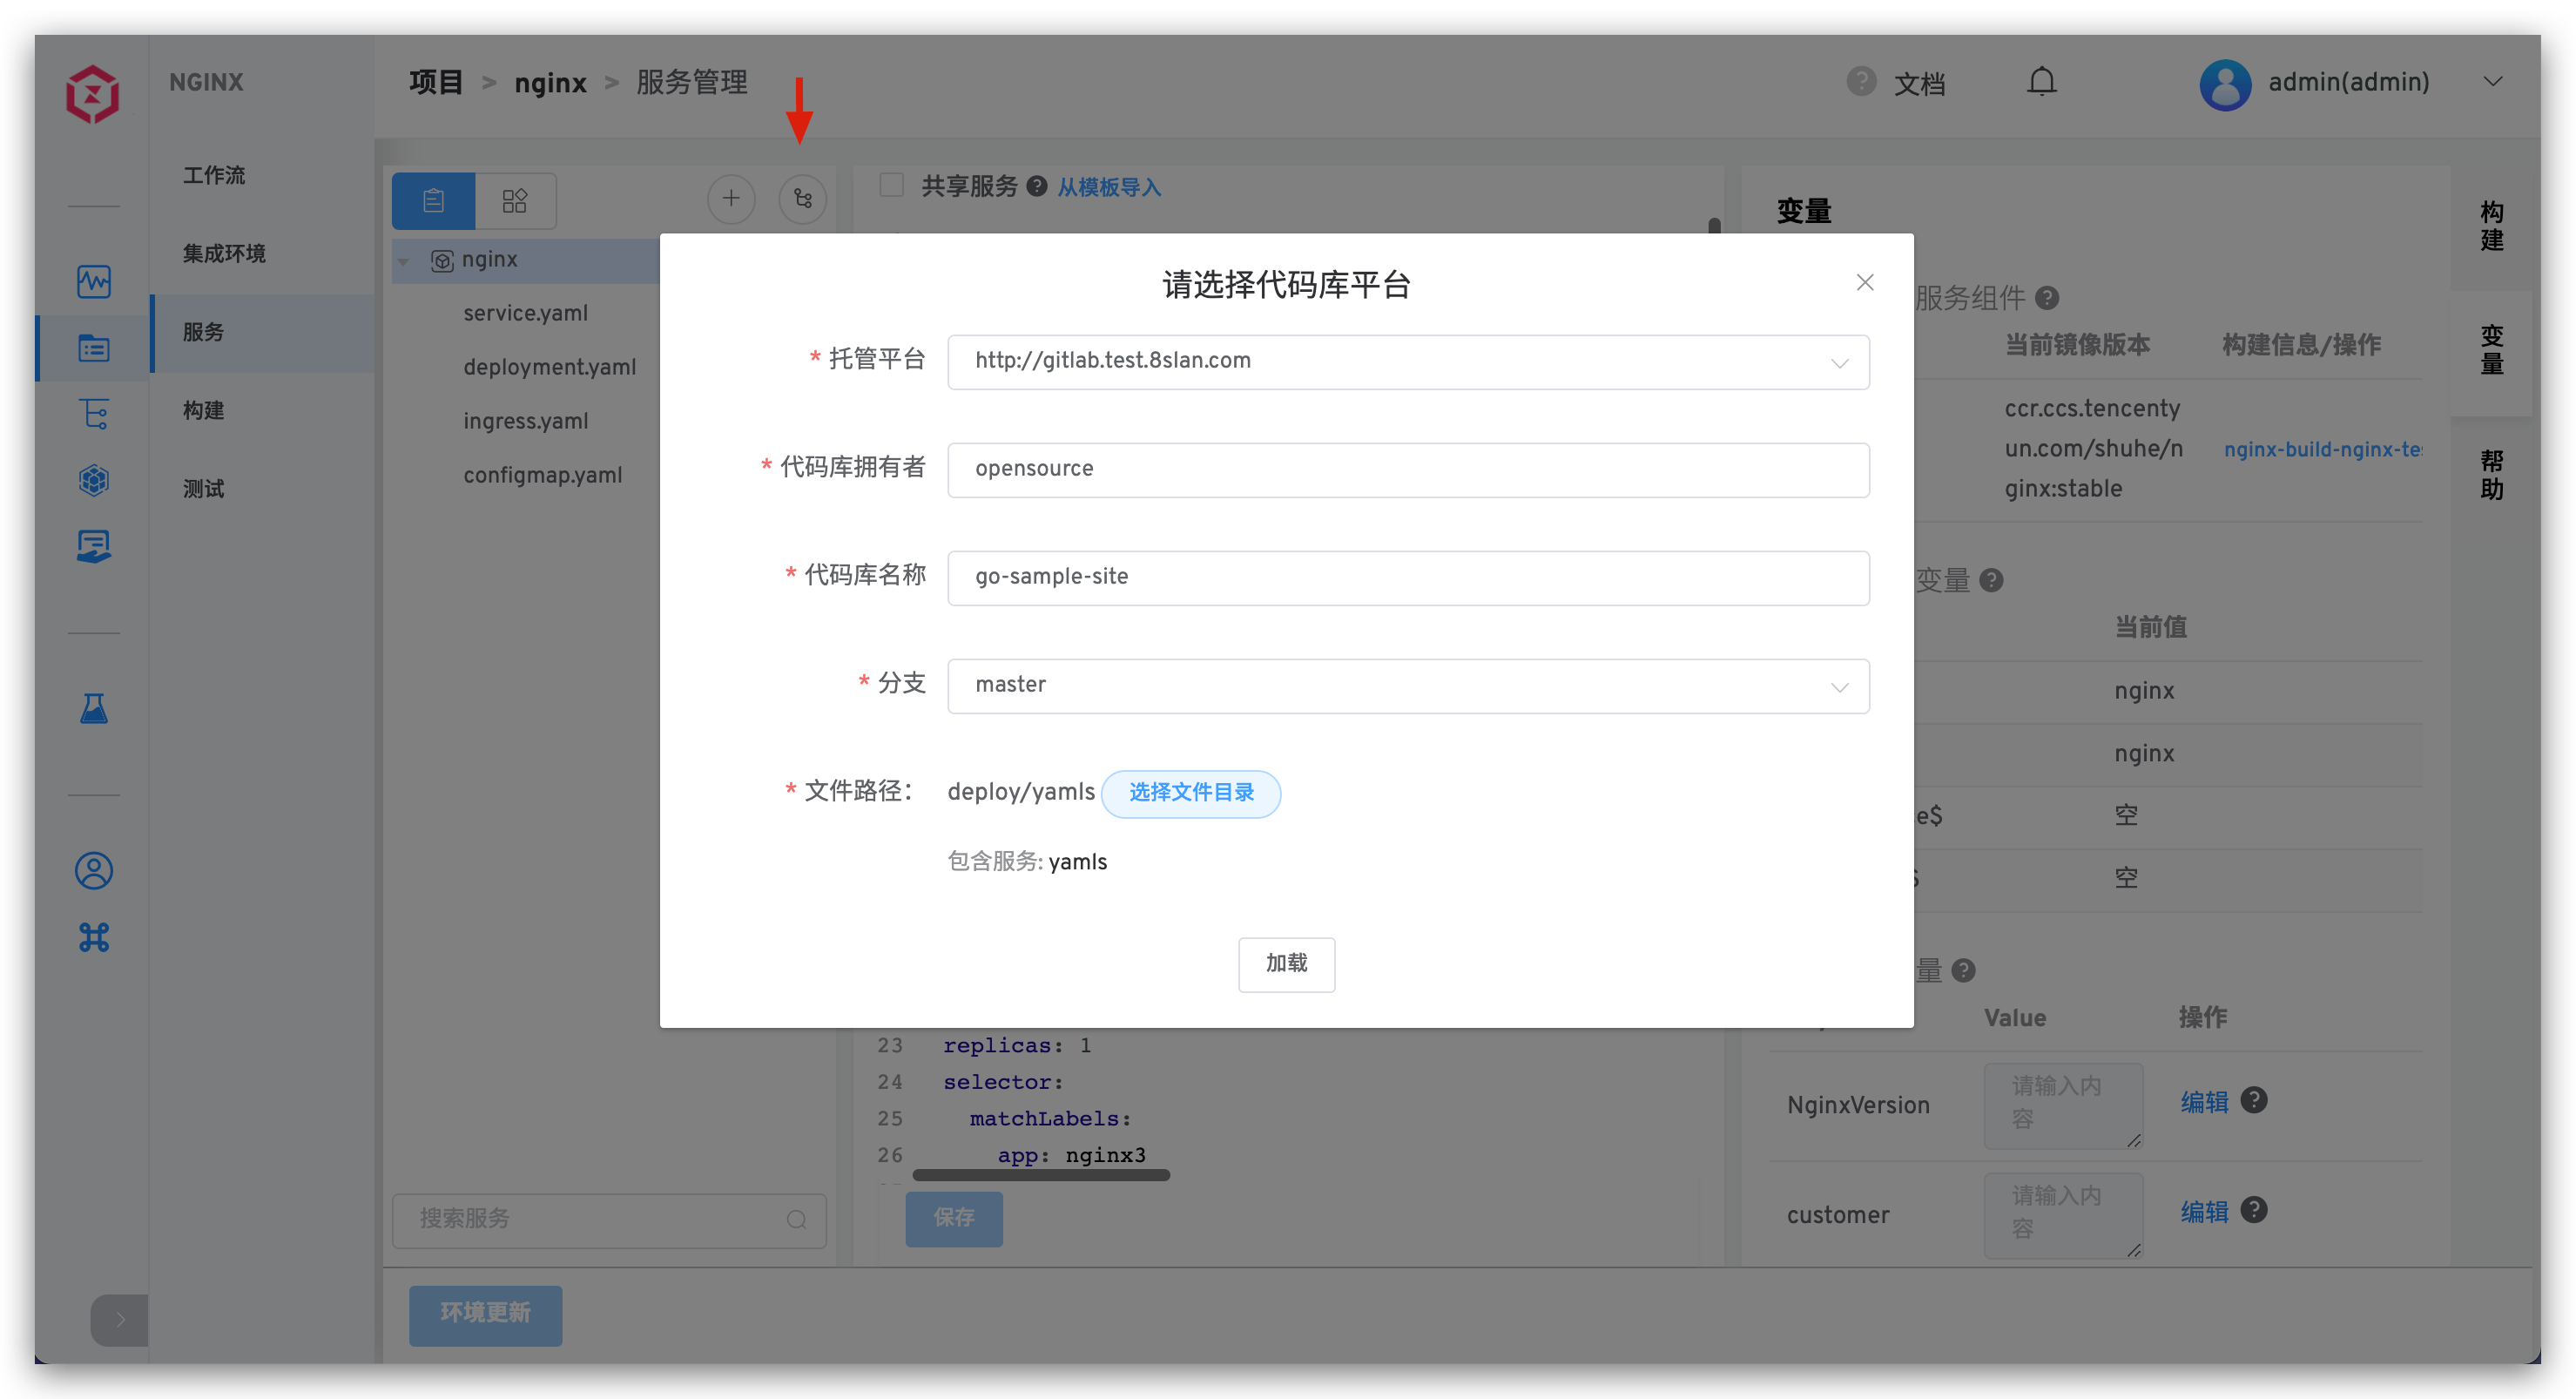 NGINX
项目 > nginx > 服务管理
文档
admin(admin)
工作流
集成环境
服务
构建
测试
nginx
service.yaml
deployment.yaml
ingress.yaml
configmap.yaml
搜索服务
环境更新
共享服务 从模板导入
请选择代码库平台
* 托管平台 http://gitlab.test.8slan.com
* 代码库拥有者 opensource
* 代码库名称 go-sample-site
* 分支 master
* 文件路径： deploy/yamls 选择文件目录
包含服务: yamls
加载
23 replicas: 1
24 selector:
25 matchLabels:
26 app: nginx3
保存
变量
服务组件
当前镜像版本 构建信息/操作
ccr.ccs.tencenty
un.com/shuhe/n
ginx:stable
nginx-build-nginx-te
变量
当前值
nginx
nginx
e$ 空
空
量
Value 操作
NginxVersion 请输入内
容
编辑
customer 请输入内
容
编辑
构
建
变
量
帮
助